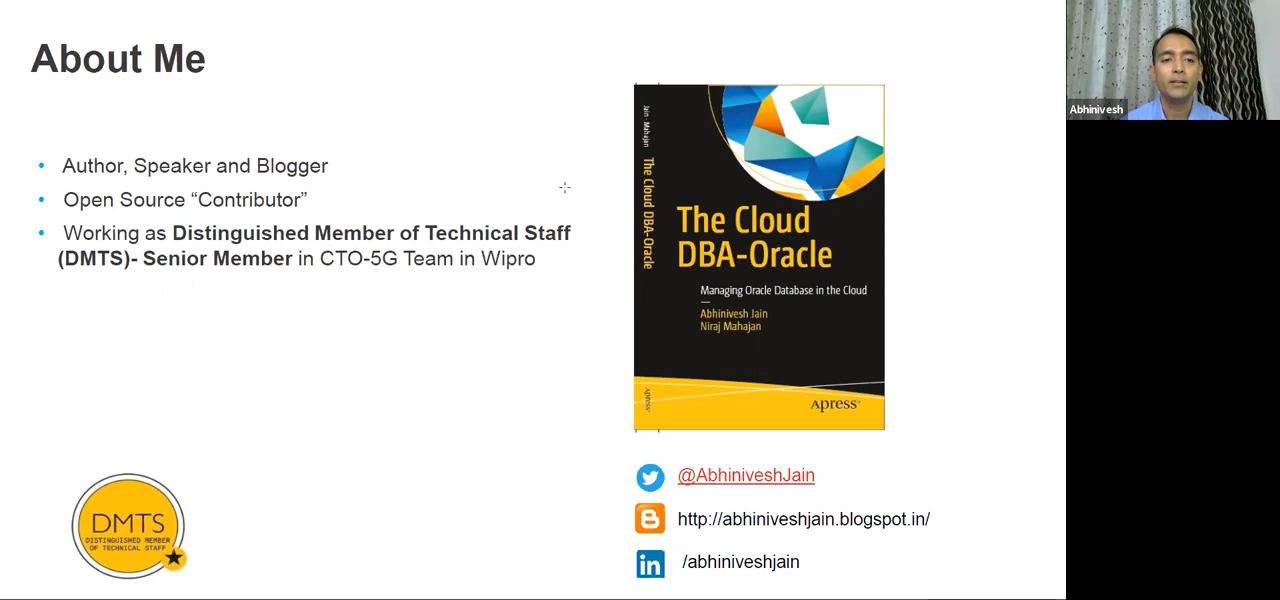 About Me
Author, Speaker and Blogger
Open Source “Contributor”
Working as Distinguished Member of Technical Staff
(DMTS)- Senior Member in CTO-5G Team in Wipro
DMTS
DISTINGUISHED MEMBER
OF TECHNICAL STAFF
Jain · Mahajan
The Cloud DBA-Oracle
Apress
The Cloud
DBA-Oracle
Managing Oracle Database in the Cloud
Abhinivesh Jain
Niraj Mahajan
Apress®
@AbhiniveshJain
http://abhiniveshjain.blogspot.in/
in
/abhiniveshjain
Abhinivesh